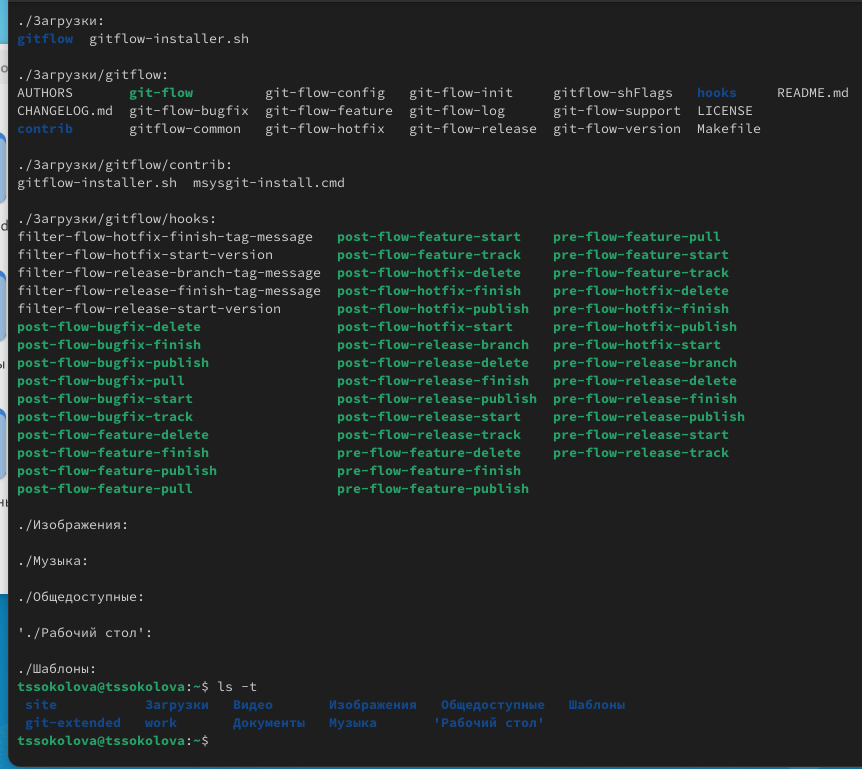 ./Загрузки:
gitflow  gitflow-installer.sh

./Загрузки/gitflow:
AUTHORS       git-flow         git-flow-config   git-flow-init     gitflow-shFlags   hooks     README.md
CHANGELOG.md  git-flow-bugfix  git-flow-feature  git-flow-log      git-flow-support  LICENSE
contrib       gitflow-common   git-flow-hotfix   git-flow-release  git-flow-version  Makefile

./Загрузки/gitflow/contrib:
gitflow-installer.sh  msysgit-install.cmd

./Загрузки/gitflow/hooks:
filter-flow-hotfix-finish-tag-message   post-flow-feature-start    pre-flow-feature-pull
filter-flow-hotfix-start-version        post-flow-feature-track    pre-flow-feature-start
filter-flow-release-branch-tag-message  post-flow-hotfix-delete    pre-flow-feature-track
filter-flow-release-finish-tag-message  post-flow-hotfix-finish    pre-flow-hotfix-delete
filter-flow-release-start-version       post-flow-hotfix-publish   pre-flow-hotfix-finish
post-flow-bugfix-delete                 post-flow-hotfix-start     pre-flow-hotfix-publish
post-flow-bugfix-finish                 post-flow-release-branch   pre-flow-hotfix-start
post-flow-bugfix-publish                post-flow-release-delete   pre-flow-release-branch
post-flow-bugfix-pull                   post-flow-release-finish   pre-flow-release-delete
post-flow-bugfix-start                  post-flow-release-publish  pre-flow-release-finish
post-flow-bugfix-track                  post-flow-release-start    pre-flow-release-publish
post-flow-feature-delete                post-flow-release-track    pre-flow-release-start
post-flow-feature-finish                pre-flow-feature-delete    pre-flow-release-track
post-flow-feature-publish               pre-flow-feature-finish
post-flow-feature-pull                  pre-flow-feature-publish

./Изображения:

./Музыка:

./Общедоступные:

'./Рабочий стол':

./Шаблоны:
tssokolova@tssokolova:~$ ls -t
 site           Загрузки   Видео       Изображения   Общедоступные   Шаблоны
 git-extended   work       Документы   Музыка       'Рабочий стол'
tssokolova@tssokolova:~$